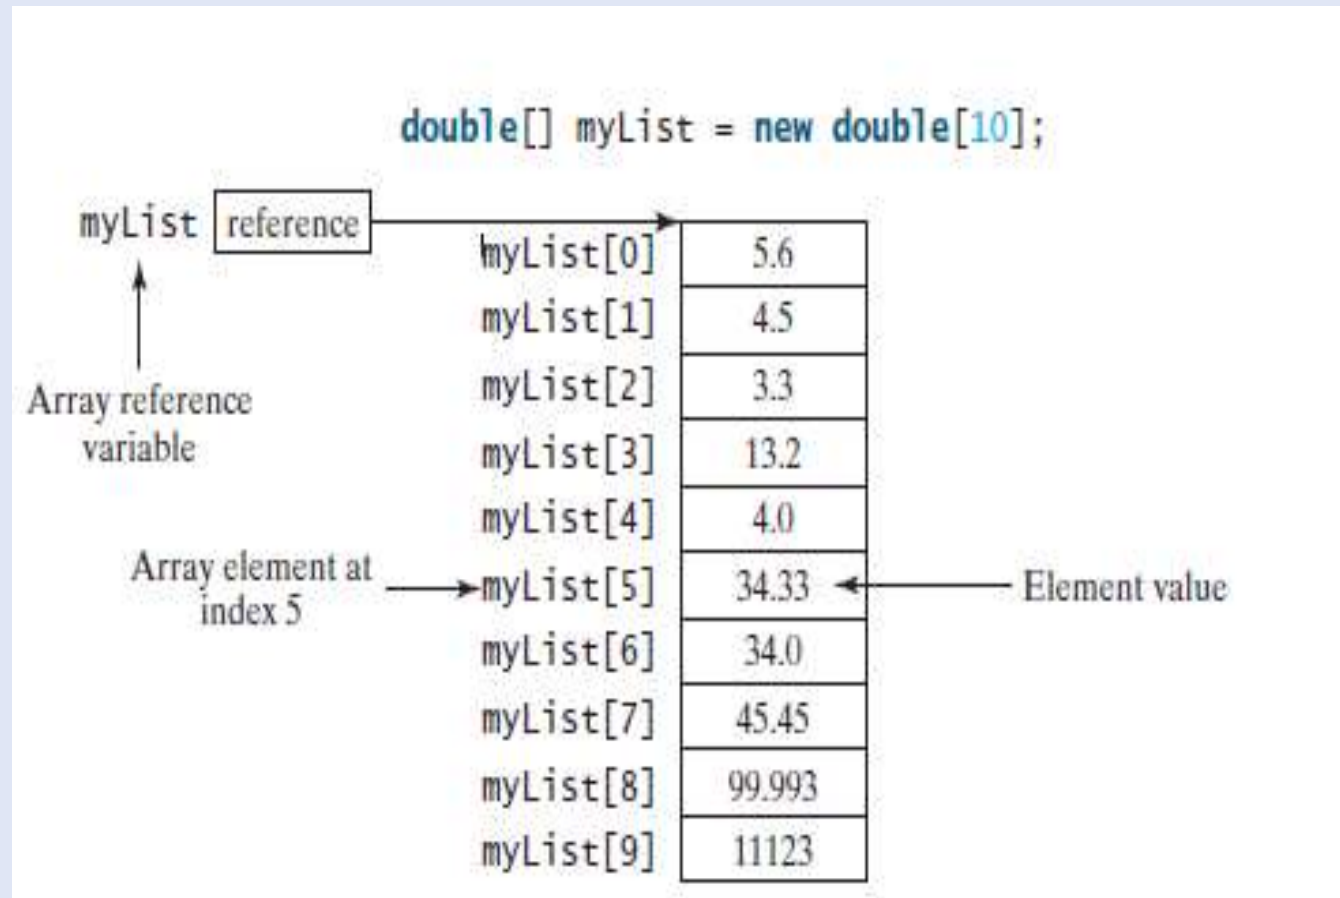 double[] myList = new double[10];
myList reference
myList[0] 5.6
myList[1] 4.5
myList[2] 3.3
Array reference
variable
myList[3] 13.2
myList[4] 4.0
Array element at
index 5
myList[5] 34.33 Element value
myList[6] 34.0
myList[7] 45.45
myList[8] 99.993
myList[9] 11123